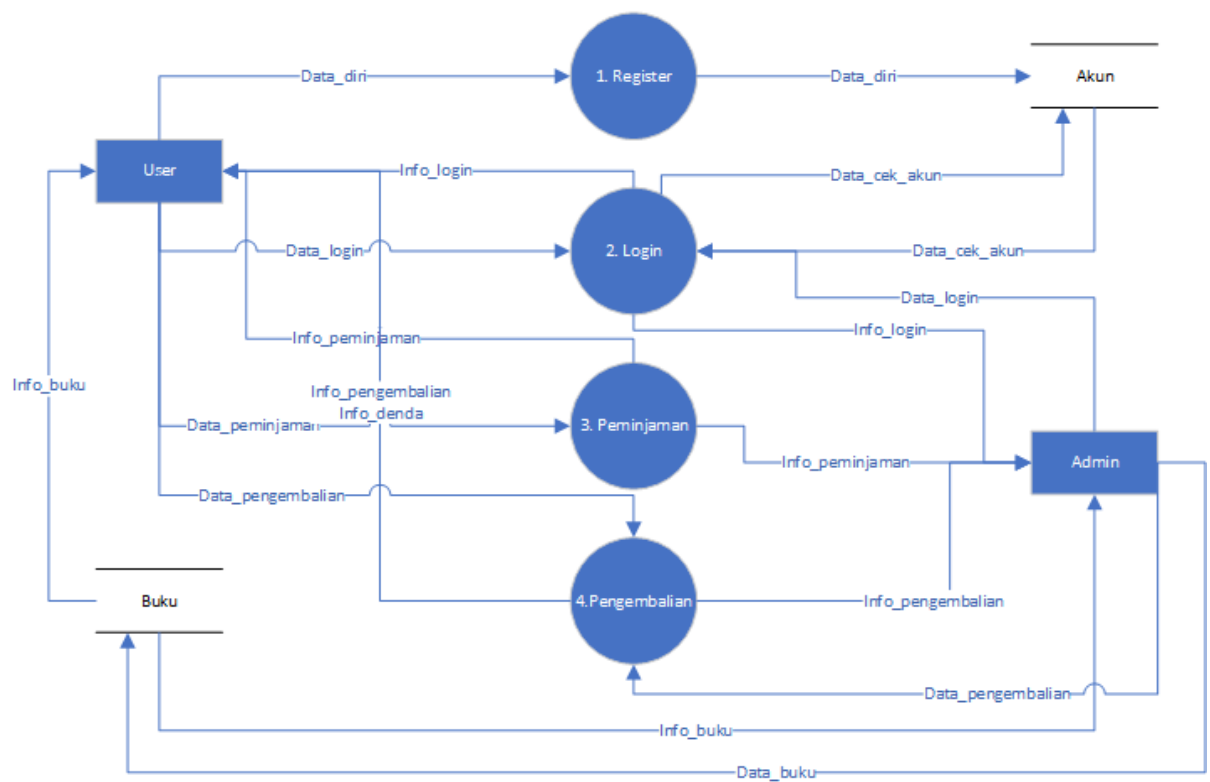 Data_diri
1. Register
Data_diri
Akun
User
Info_login
Data_cek_akun
Data_login
2. Login
Data_cek_akun
Data_login
Info_login
Info_peminjaman
Info_buku
Info_pengembalian
Info_denda
Data_peminjaman
3. Peminjaman
Info_peminjaman
Admin
Data_pengembalian
Buku
4.Pengembalian
Info_pengembalian
Data_pengembalian
Info_buku
Data_buku